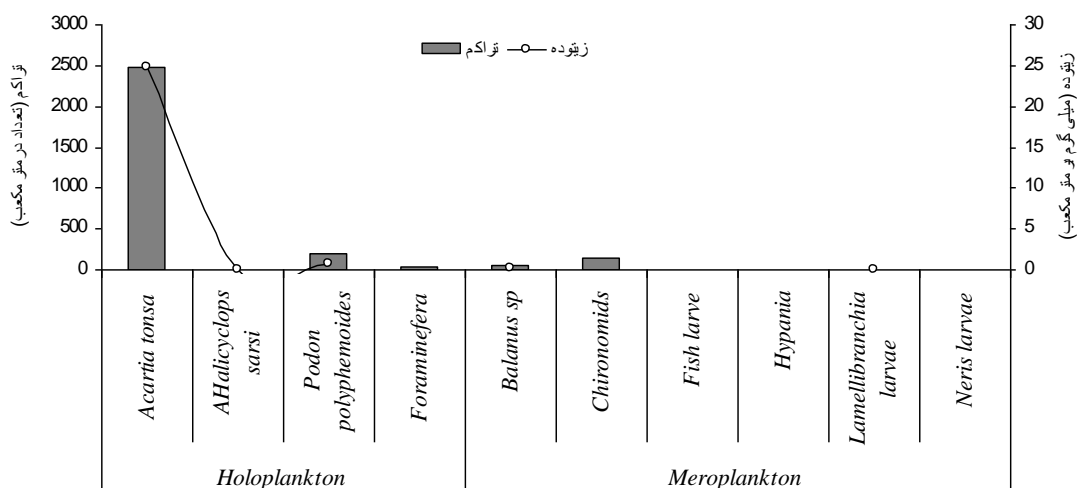 3000
2500
2000
1500
1000
500
0
تراکم (تعداد در متر مکعب)
تراکم
زیتوده
30
25
20
15
10
5
0
زیتوده (میلی گرم بر متر مکعب)
Acartia tonsa
AHalicyclops
sarsi
Podon
polyphemoides
Foraminefera
Balanus sp
Chironomids
Fish larve
Hypania
Lamellibranchia
larvae
Neris larvae
Holoplankton
Meroplankton